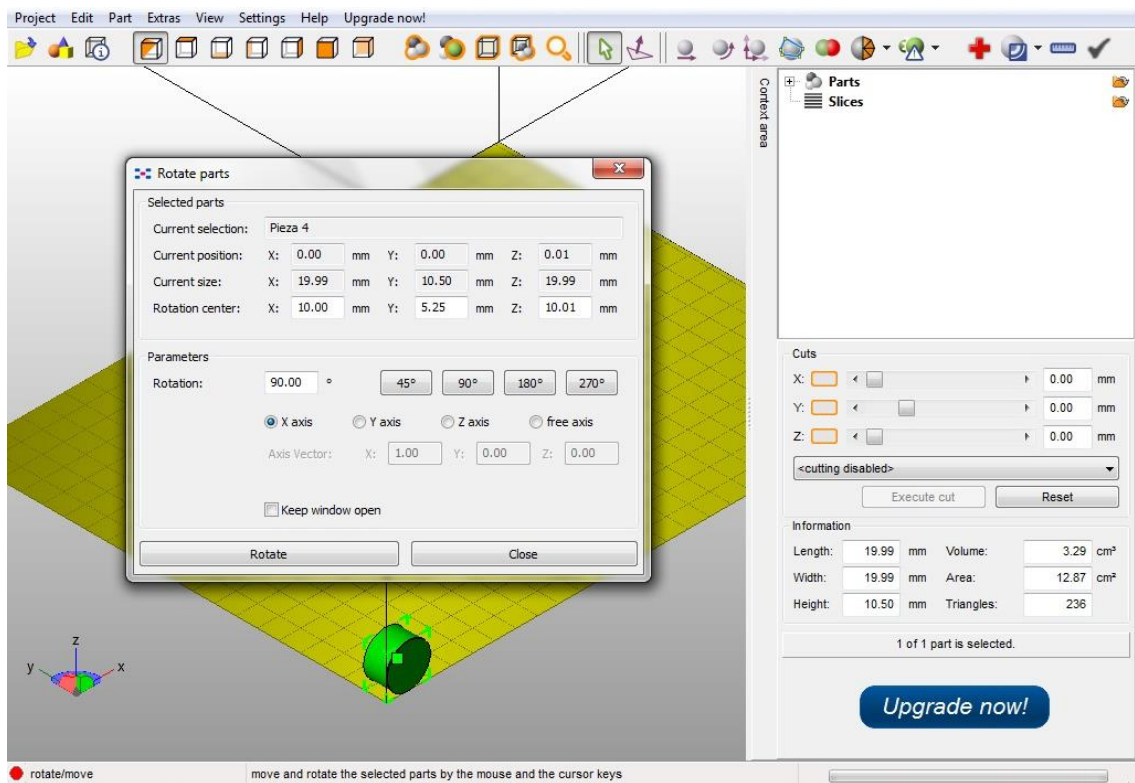 Project Edit Part Extras View Settings Help Upgrade now!
Context area
Parts
Slices
Rotate parts
Selected parts
Current selection: Pieza 4
Current position: X: 0.00 mm Y: 0.00 mm Z: 0.01 mm
Current size: X: 19.99 mm Y: 10.50 mm Z: 19.99 mm
Rotation center: X: 10.00 mm Y: 5.25 mm Z: 10.01 mm
Parameters
Rotation: 90.00 ° 45° 90° 180° 270°
X axis Y axis Z axis free axis
Axis Vector: X: 1.00 Y: 0.00 Z: 0.00
Keep window open
Rotate Close
z
y x
Cuts
X: 0.00 mm
Y: 0.00 mm
Z: 0.00 mm
<cutting disabled>
Execute cut Reset
Information
Length: 19.99 mm Volume: 3.29 cm³
Width: 19.99 mm Area: 12.87 cm²
Height: 10.50 mm Triangles: 236
1 of 1 part is selected.
Upgrade now!
rotate/move move and rotate the selected parts by the mouse and the cursor keys